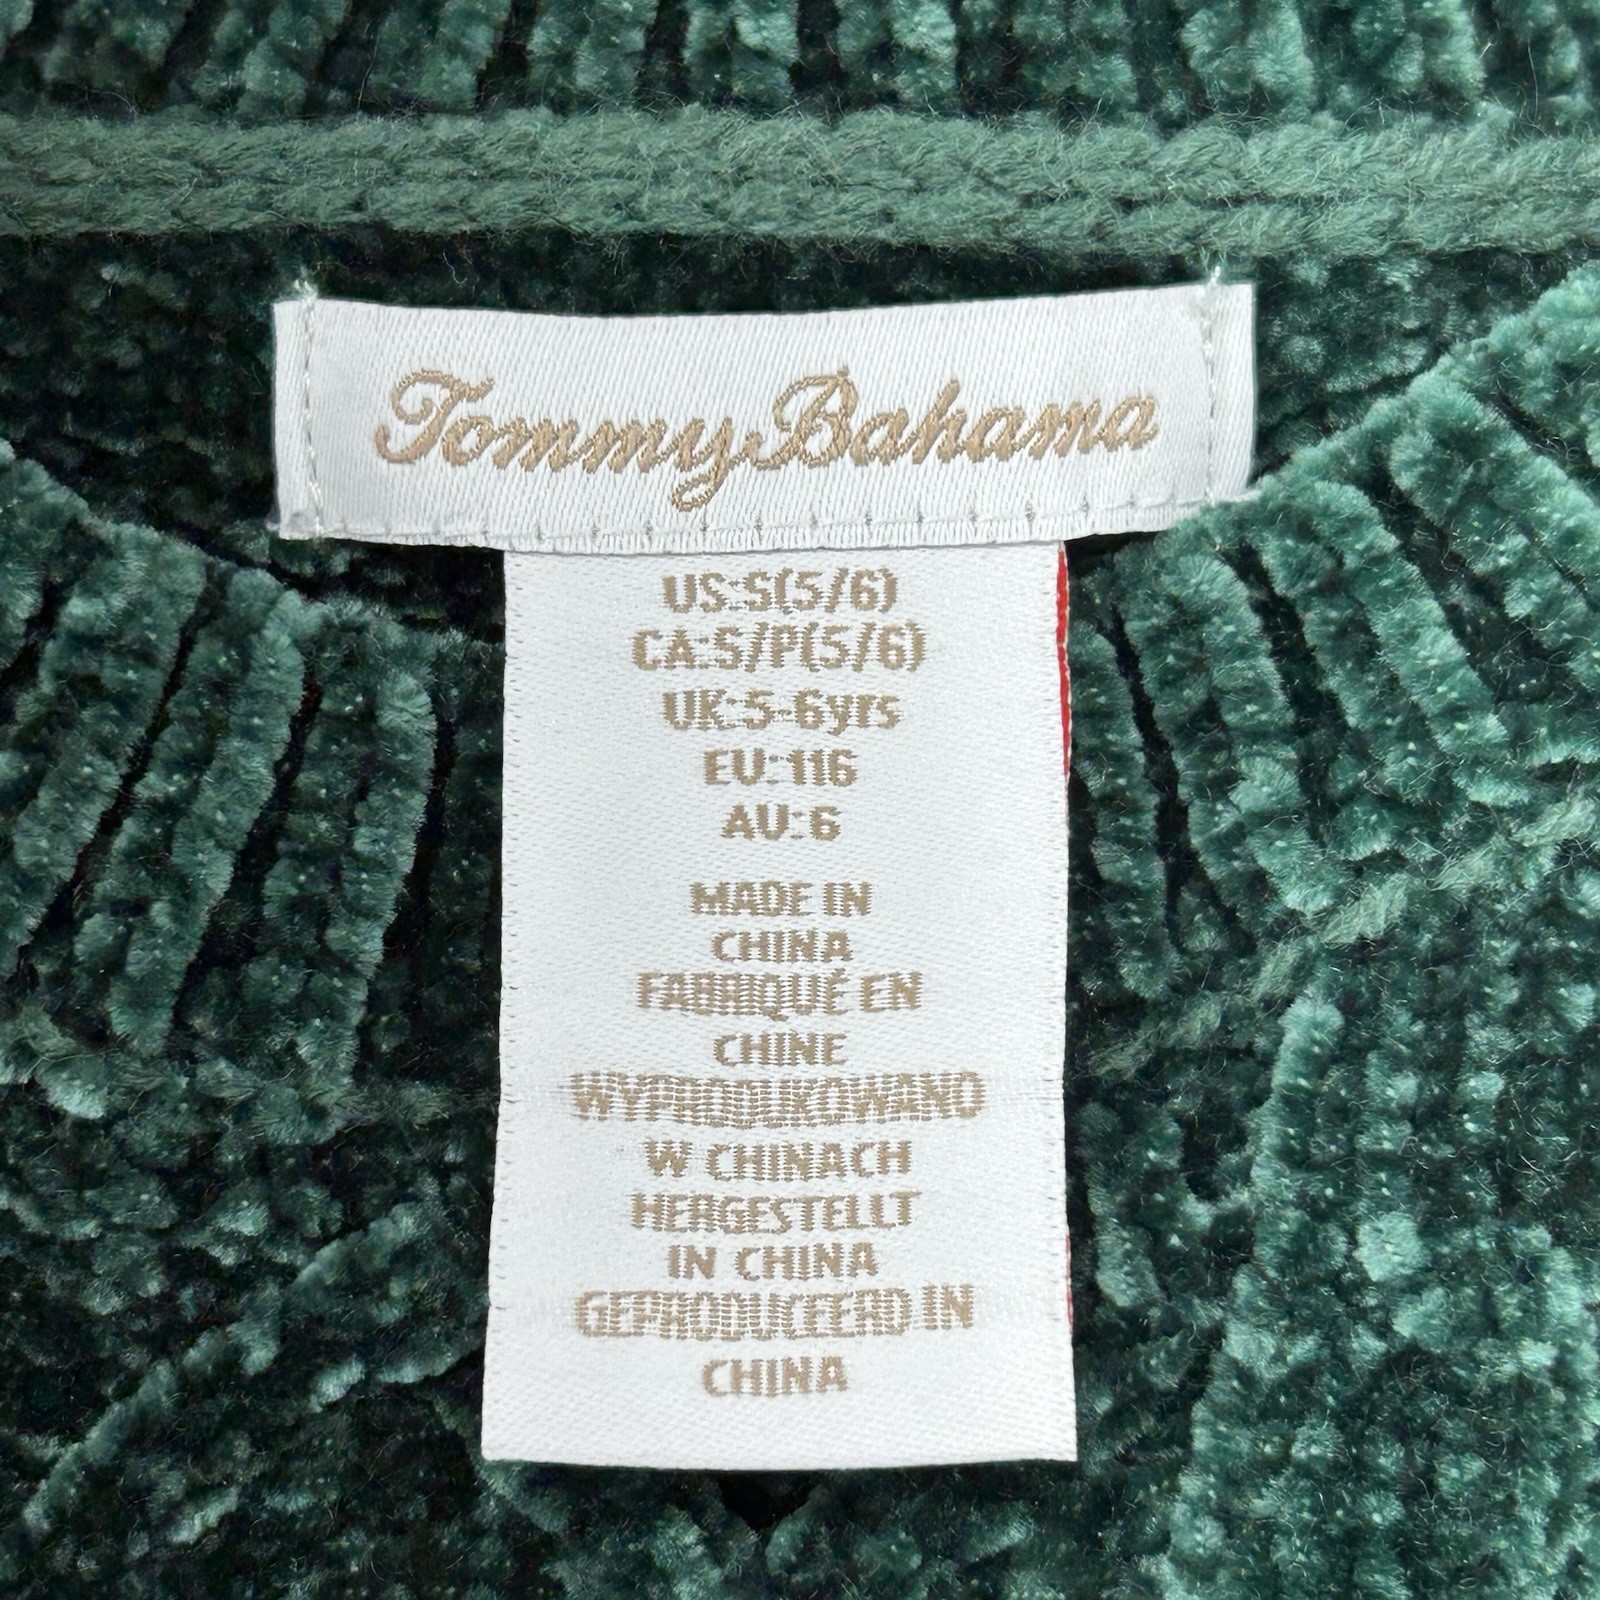 Tommy Bahama
US:S(5/6)
CA:S/P(5/6)
UK:5-6yrs
EU:116
AU:6
MADE IN
CHINA
FABRIQUÉ EN
CHINE
WYPRODUKOWANO
W CHINACH
HERGESTELLT
IN CHINA
GEPRODUCEERD IN
CHINA